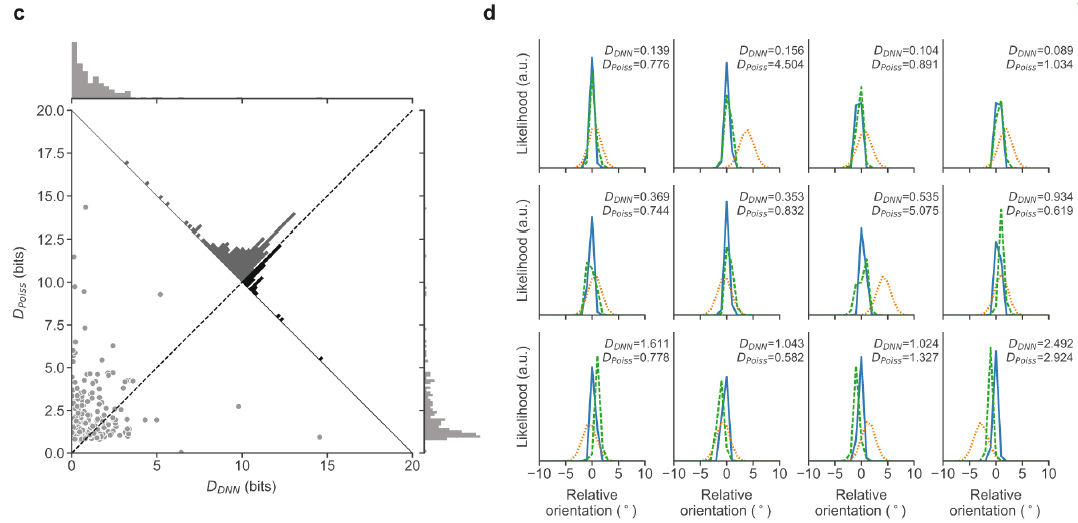 c
20.0
17.5
15.0
12.5
10.0
7.5
5.0
2.5
0.0
D_Poiss (bits)
0
5
10
15
20
D_DNN (bits)
d
D_DNN=0.139
D_Poiss=0.776
D_DNN=0.156
D_Poiss=4.504
D_DNN=0.104
D_Poiss=0.891
D_DNN=0.089
D_Poiss=1.034
Likelihood (a.u.)
D_DNN=0.369
D_Poiss=0.744
D_DNN=0.353
D_Poiss=0.832
D_DNN=0.535
D_Poiss=5.075
D_DNN=0.934
D_Poiss=0.619
Likelihood (a.u.)
D_DNN=1.611
D_Poiss=0.778
D_DNN=1.043
D_Poiss=0.582
D_DNN=1.024
D_Poiss=1.327
D_DNN=2.492
D_Poiss=2.924
Likelihood (a.u.)
−10 −5 0 5 10
−10 −5 0 5 10
−10 −5 0 5 10
−10 −5 0 5 10
Relative
orientation (°)
Relative
orientation (°)
Relative
orientation (°)
Relative
orientation (°)